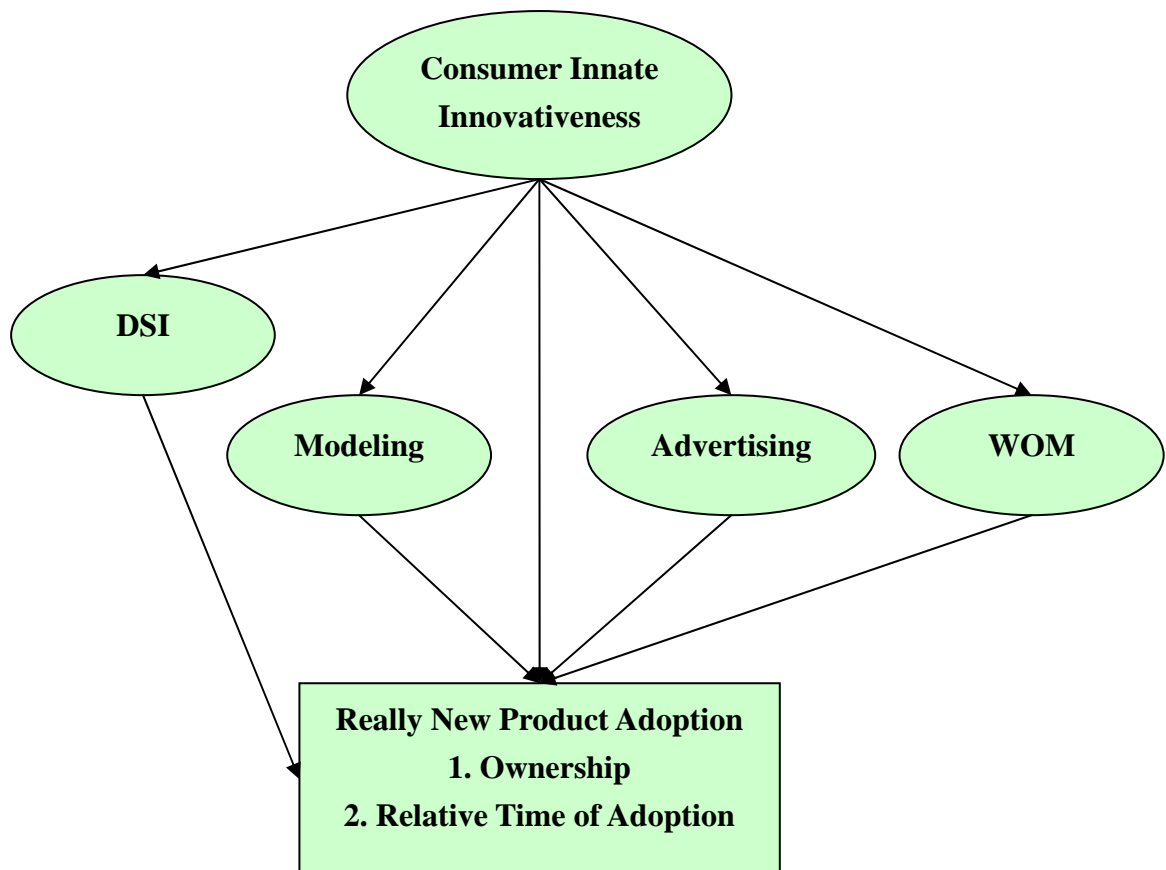 Consumer Innate
Innovativeness
DSI
Modeling
Advertising
WOM
Really New Product Adoption
1. Ownership
2. Relative Time of Adoption